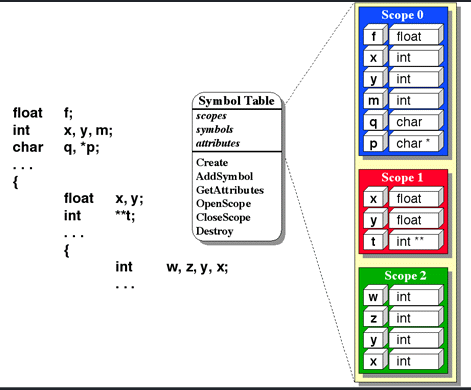 float f;
int x, y, m;
char q, *p;
. . .
{
float x, y;
int **t;
. . .
{
int w, z, y, x;
. . .
Symbol Table
scopes
symbols
attributes
Create
AddSymbol
GetAttributes
OpenScope
CloseScope
Destroy
Scope 0
f float
x int
y int
m int
q char
p char *
Scope 1
x float
y float
t int **
Scope 2
w int
z int
y int
x int